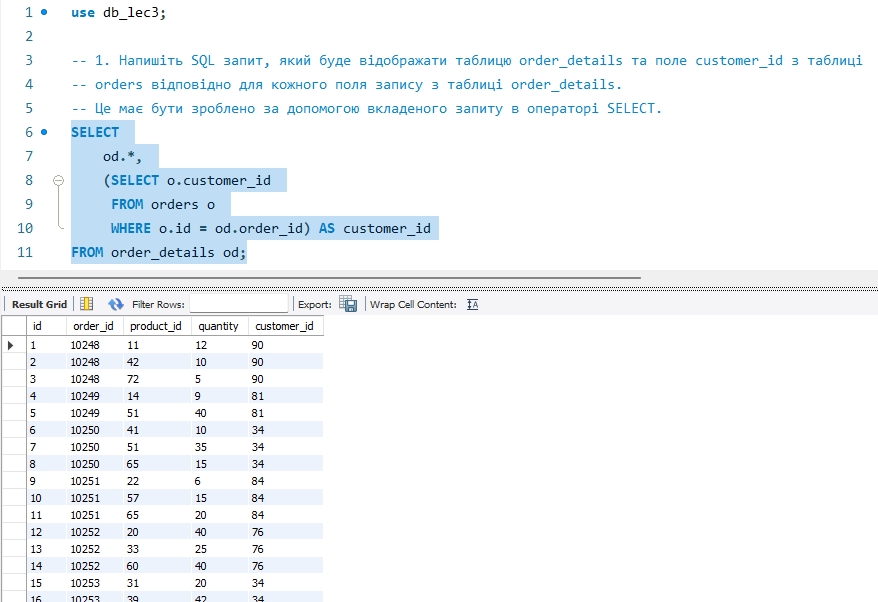 1 use db_lec3;
2
3 -- 1. Напишіть SQL запит, який буде відображати таблицю order_details та поле customer_id з таблиці
4 -- orders відповідно для кожного поля запису з таблиці order_details.
5 -- Це має бути зроблено за допомогою вкладеного запиту в операторі SELECT.
6 SELECT
7 od.*,
8 (SELECT o.customer_id
9 FROM orders o
10 WHERE o.id = od.order_id) AS customer_id
11 FROM order_details od;
Result Grid Filter Rows: Export: Wrap Cell Content: IA
id order_id product_id quantity customer_id
1 10248 11 12 90
2 10248 42 10 90
3 10248 72 5 90
4 10249 14 9 81
5 10249 51 40 81
6 10250 41 10 34
7 10250 51 35 34
8 10250 65 15 34
9 10251 22 6 84
10 10251 57 15 84
11 10251 65 20 84
12 10252 20 40 76
13 10252 33 25 76
14 10252 60 40 76
15 10253 31 20 34
16 10253 39 42 34